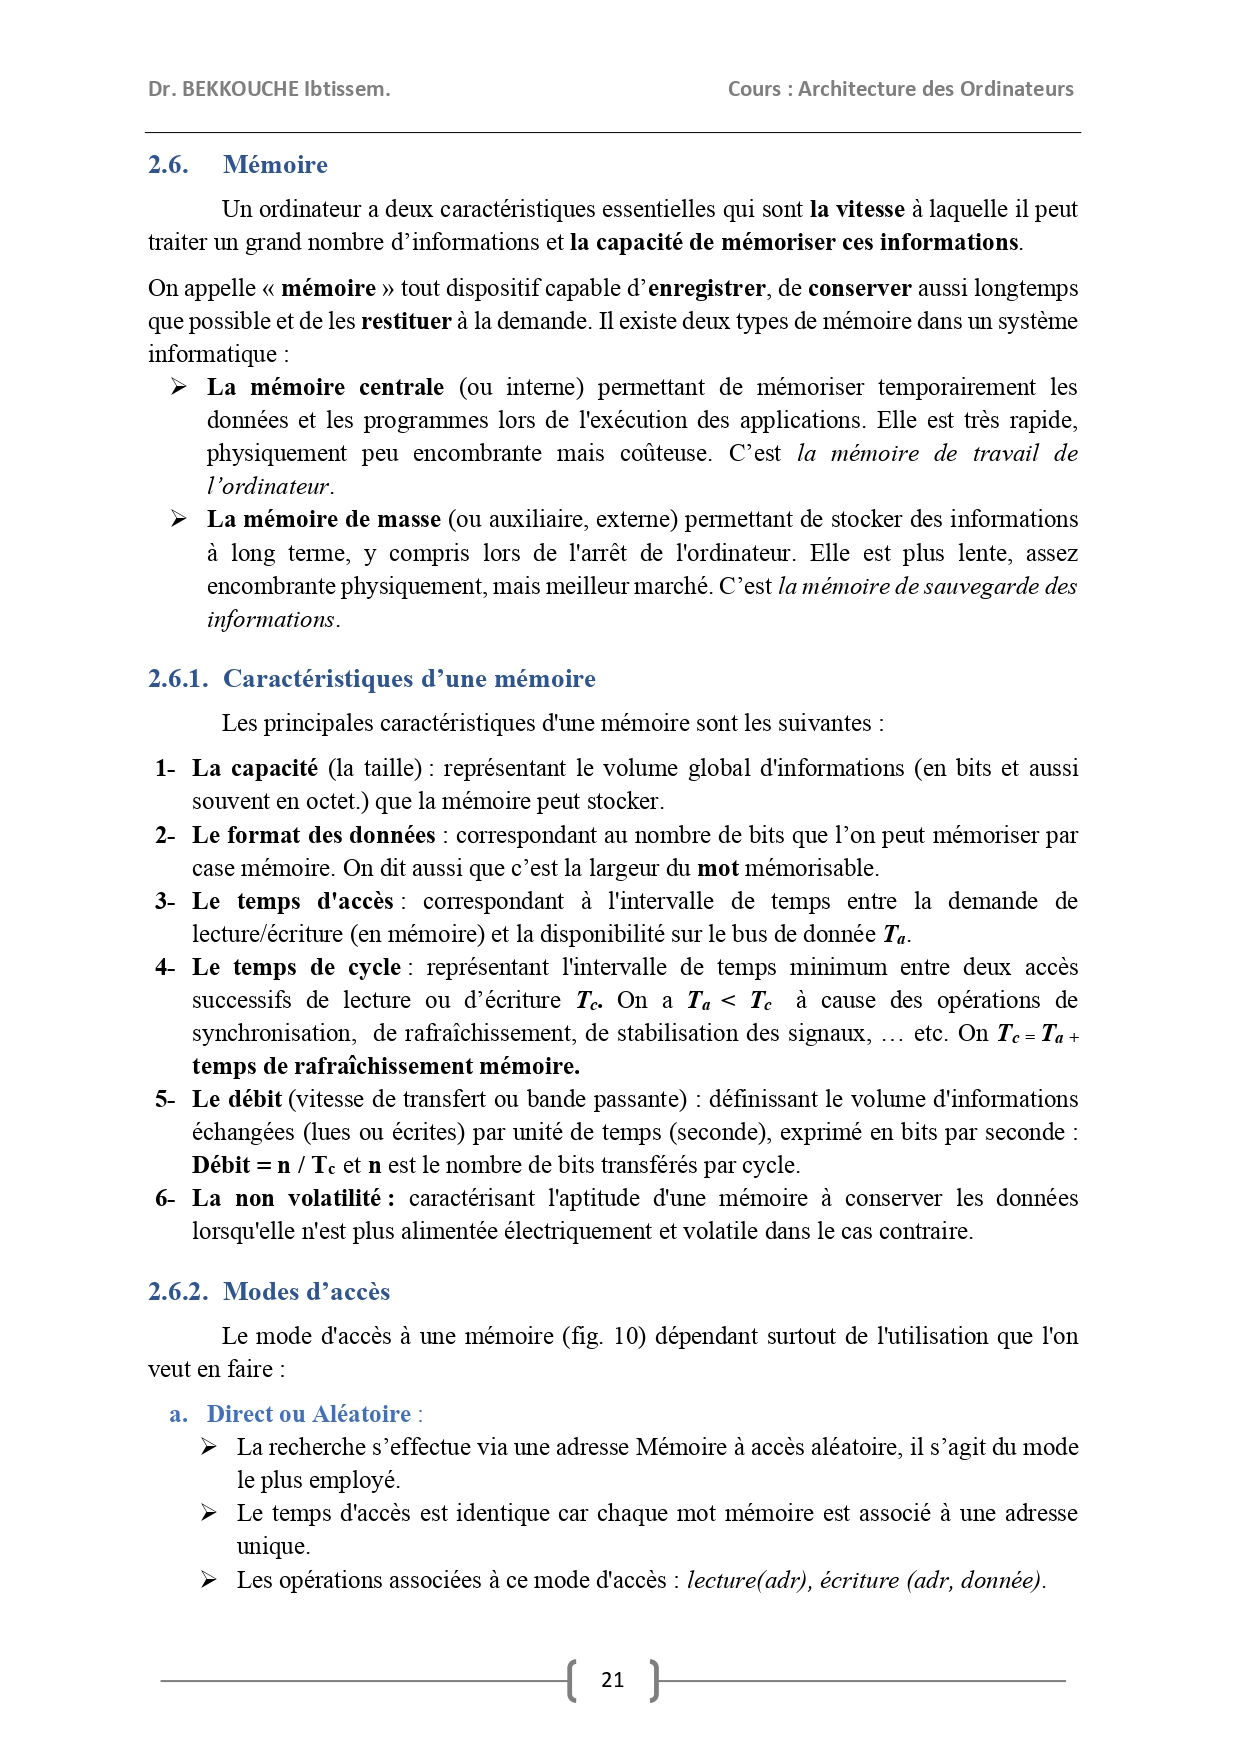 Dr. BEKKOUCHE Ibtissem. Cours : Architecture des Ordinateurs
2.6. Mémoire
Un ordinateur a deux caractéristiques essentielles qui sont la vitesse à laquelle il peut
traiter un grand nombre d’informations et la capacité de mémoriser ces informations.
On appelle « mémoire » tout dispositif capable d’enregistrer, de conserver aussi longtemps
que possible et de les restituer à la demande. Il existe deux types de mémoire dans un système
informatique :
➢ La mémoire centrale (ou interne) permettant de mémoriser temporairement les
données et les programmes lors de l'exécution des applications. Elle est très rapide,
physiquement peu encombrante mais coûteuse. C’est la mémoire de travail de
l’ordinateur.
➢ La mémoire de masse (ou auxiliaire, externe) permettant de stocker des informations
à long terme, y compris lors de l'arrêt de l'ordinateur. Elle est plus lente, assez
encombrante physiquement, mais meilleur marché. C’est la mémoire de sauvegarde des
informations.
2.6.1. Caractéristiques d’une mémoire
Les principales caractéristiques d'une mémoire sont les suivantes :
1- La capacité (la taille) : représentant le volume global d'informations (en bits et aussi
souvent en octet.) que la mémoire peut stocker.
2- Le format des données : correspondant au nombre de bits que l’on peut mémoriser par
case mémoire. On dit aussi que c’est la largeur du mot mémorisable.
3- Le temps d'accès : correspondant à l'intervalle de temps entre la demande de
lecture/écriture (en mémoire) et la disponibilité sur le bus de donnée Ta.
4- Le temps de cycle : représentant l'intervalle de temps minimum entre deux accès
successifs de lecture ou d’écriture Tc. On a Ta < Tc à cause des opérations de
synchronisation, de rafraîchissement, de stabilisation des signaux, … etc. On Tc = Ta +
temps de rafraîchissement mémoire.
5- Le débit (vitesse de transfert ou bande passante) : définissant le volume d'informations
échangées (lues ou écrites) par unité de temps (seconde), exprimé en bits par seconde :
Débit = n / Tc et n est le nombre de bits transférés par cycle.
6- La non volatilité : caractérisant l'aptitude d'une mémoire à conserver les données
lorsqu'elle n'est plus alimentée électriquement et volatile dans le cas contraire.
2.6.2. Modes d’accès
Le mode d'accès à une mémoire (fig. 10) dépendant surtout de l'utilisation que l'on
veut en faire :
a. Direct ou Aléatoire :
➢ La recherche s’effectue via une adresse Mémoire à accès aléatoire, il s’agit du mode
le plus employé.
➢ Le temps d'accès est identique car chaque mot mémoire est associé à une adresse
unique.
➢ Les opérations associées à ce mode d'accès : lecture(adr), écriture (adr, donnée).
21